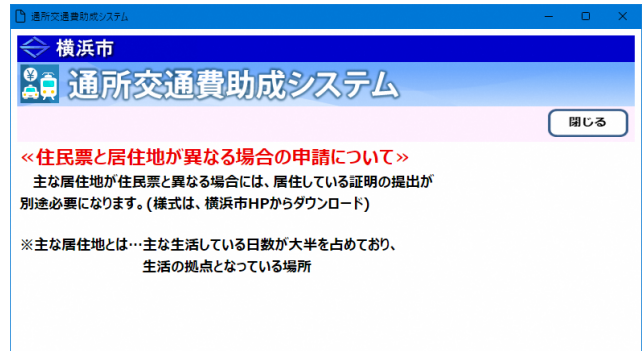 通所交通費助成システム
横浜市
通所交通費助成システム
閉じる
≪住民票と居住地が異なる場合の申請について≫
主な居住地が住民票と異なる場合には、居住している証明の提出が
別途必要になります。(様式は、横浜市HPからダウンロード)
※主な居住地とは…主な生活している日数が大半を占めており、
生活の拠点となっている場所